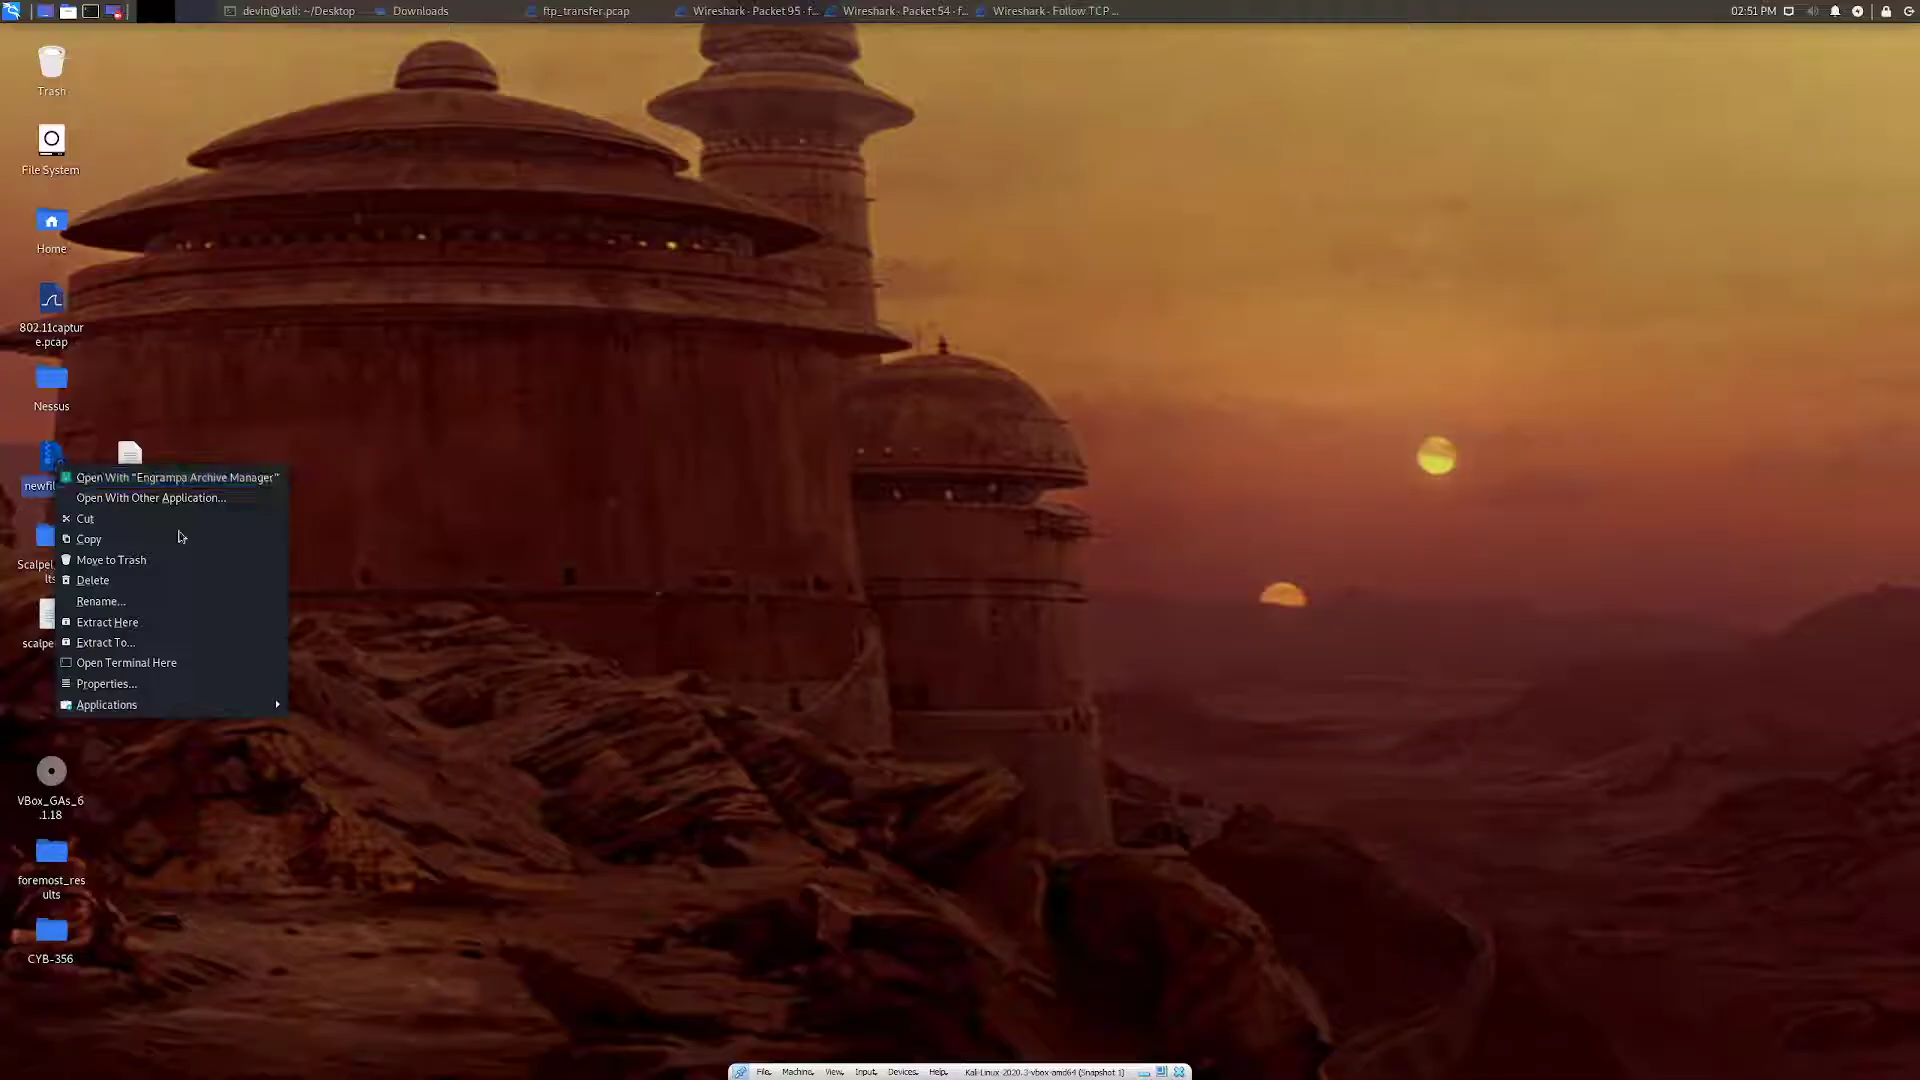 devin@kali: ~/Desktop
Downloads
ftp_transfer.pcap
Wireshark - Packet 95 - f...
Wireshark - Packet 54 - f...
Wireshark - Follow TCP ...
02:51 PM
Trash
File System
Home
802.11captur
e.pcap
Nessus
newfil
Open With "Engrampa Archive Manager"
Open With Other Application...
Cut
Copy
Move to Trash
Delete
Rename...
Extract Here
Extract To...
Open Terminal Here
Properties...
Applications
Scalpel
lts
scalpe
VBox_GAs_6
.1.18
foremost_res
ults
CYB-356
File
Machine
View
Input
Devices
Help
Kali-Linux-2020.3-vbox-amd64 (Snapshot 1)